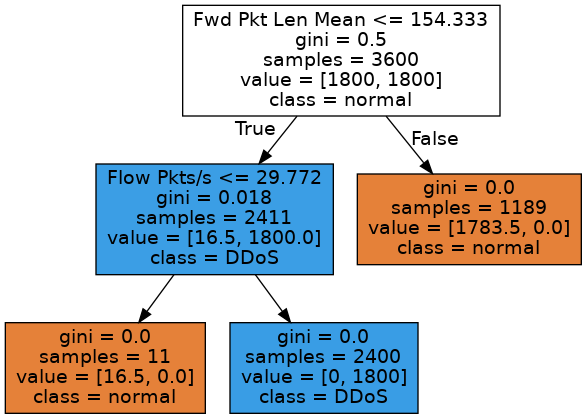 Fwd Pkt Len Mean <= 154.333
gini = 0.5
samples = 3600
value = [1800, 1800]
class = normal
True
False
Flow Pkts/s <= 29.772
gini = 0.018
samples = 2411
value = [16.5, 1800.0]
class = DDoS
gini = 0.0
samples = 1189
value = [1783.5, 0.0]
class = normal
gini = 0.0
samples = 11
value = [16.5, 0.0]
class = normal
gini = 0.0
samples = 2400
value = [0, 1800]
class = DDoS